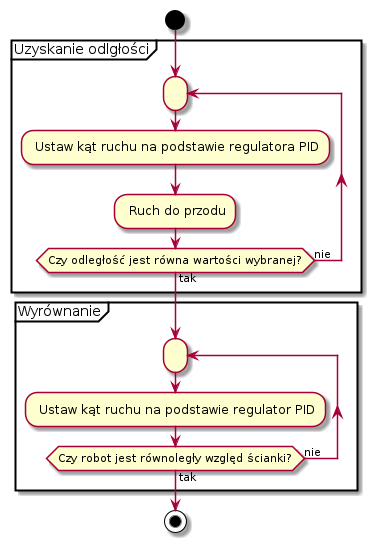 Uzyskanie odlgłości
Ustaw kąt ruchu na podstawie regulatora PID
Ruch do przodu
Czy odległość jest równa wartości wybranej?
nie
tak
Wyrównanie
Ustaw kąt ruchu na podstawie regulator PID
Czy robot jest równoległy względ ścianki?
nie
tak